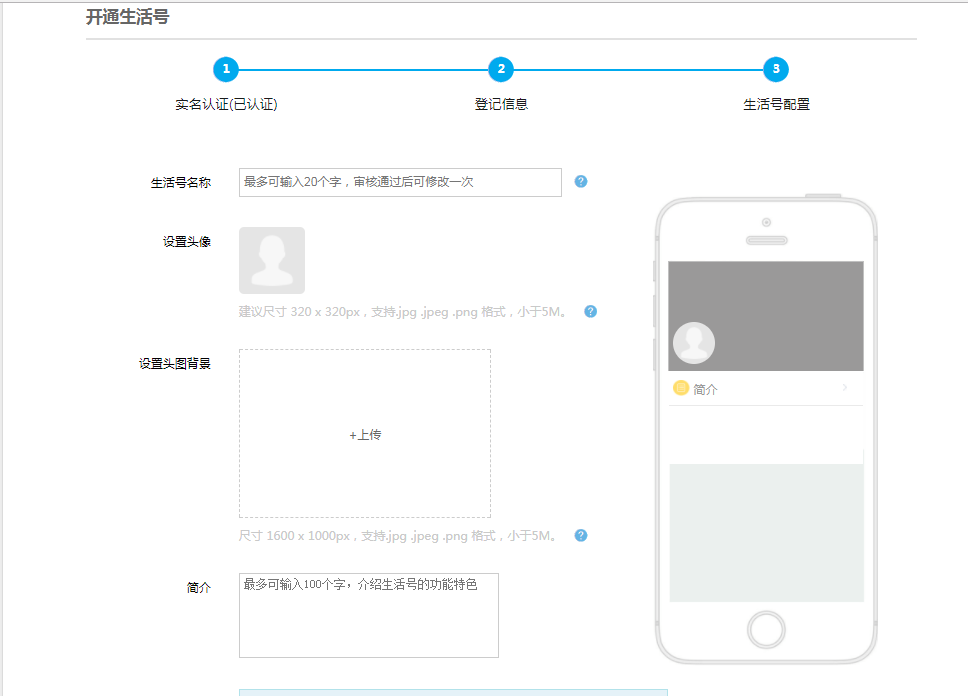 开通生活号
1
2
3
实名认证(已认证)
登记信息
生活号配置
生活号名称
最多可输入20个字，审核通过后可修改一次
?
设置头像
建议尺寸 320 x 320px，支持.jpg .jpeg .png 格式，小于5M。
?
设置头图背景
+上传
尺寸 1600 x 1000px，支持.jpg .jpeg .png 格式，小于5M。
?
简介
最多可输入100个字，介绍生活号的功能特色
简介